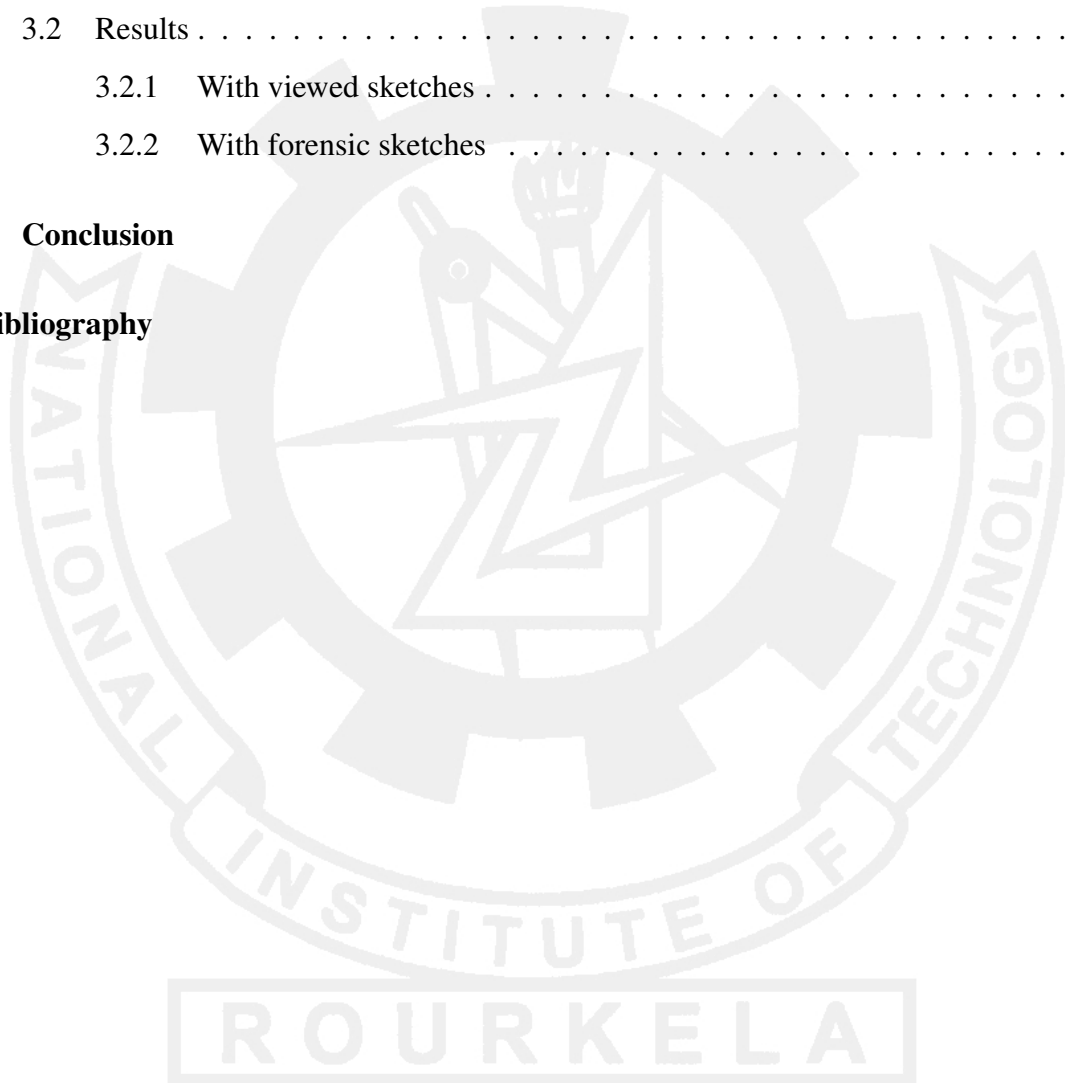 3.2 Results . . . . . . . . . . . . . . . . . . . . . . . . . . . . . . . . . . . . .
3.2.1 With viewed sketches . . . . . . . . . . . . . . . . . . . . . . . . .
3.2.2 With forensic sketches . . . . . . . . . . . . . . . . . . . . . . . .
Conclusion
ibliography
NATIONAL INSTITUTE OF TECHNOLOGY
ROURKELA